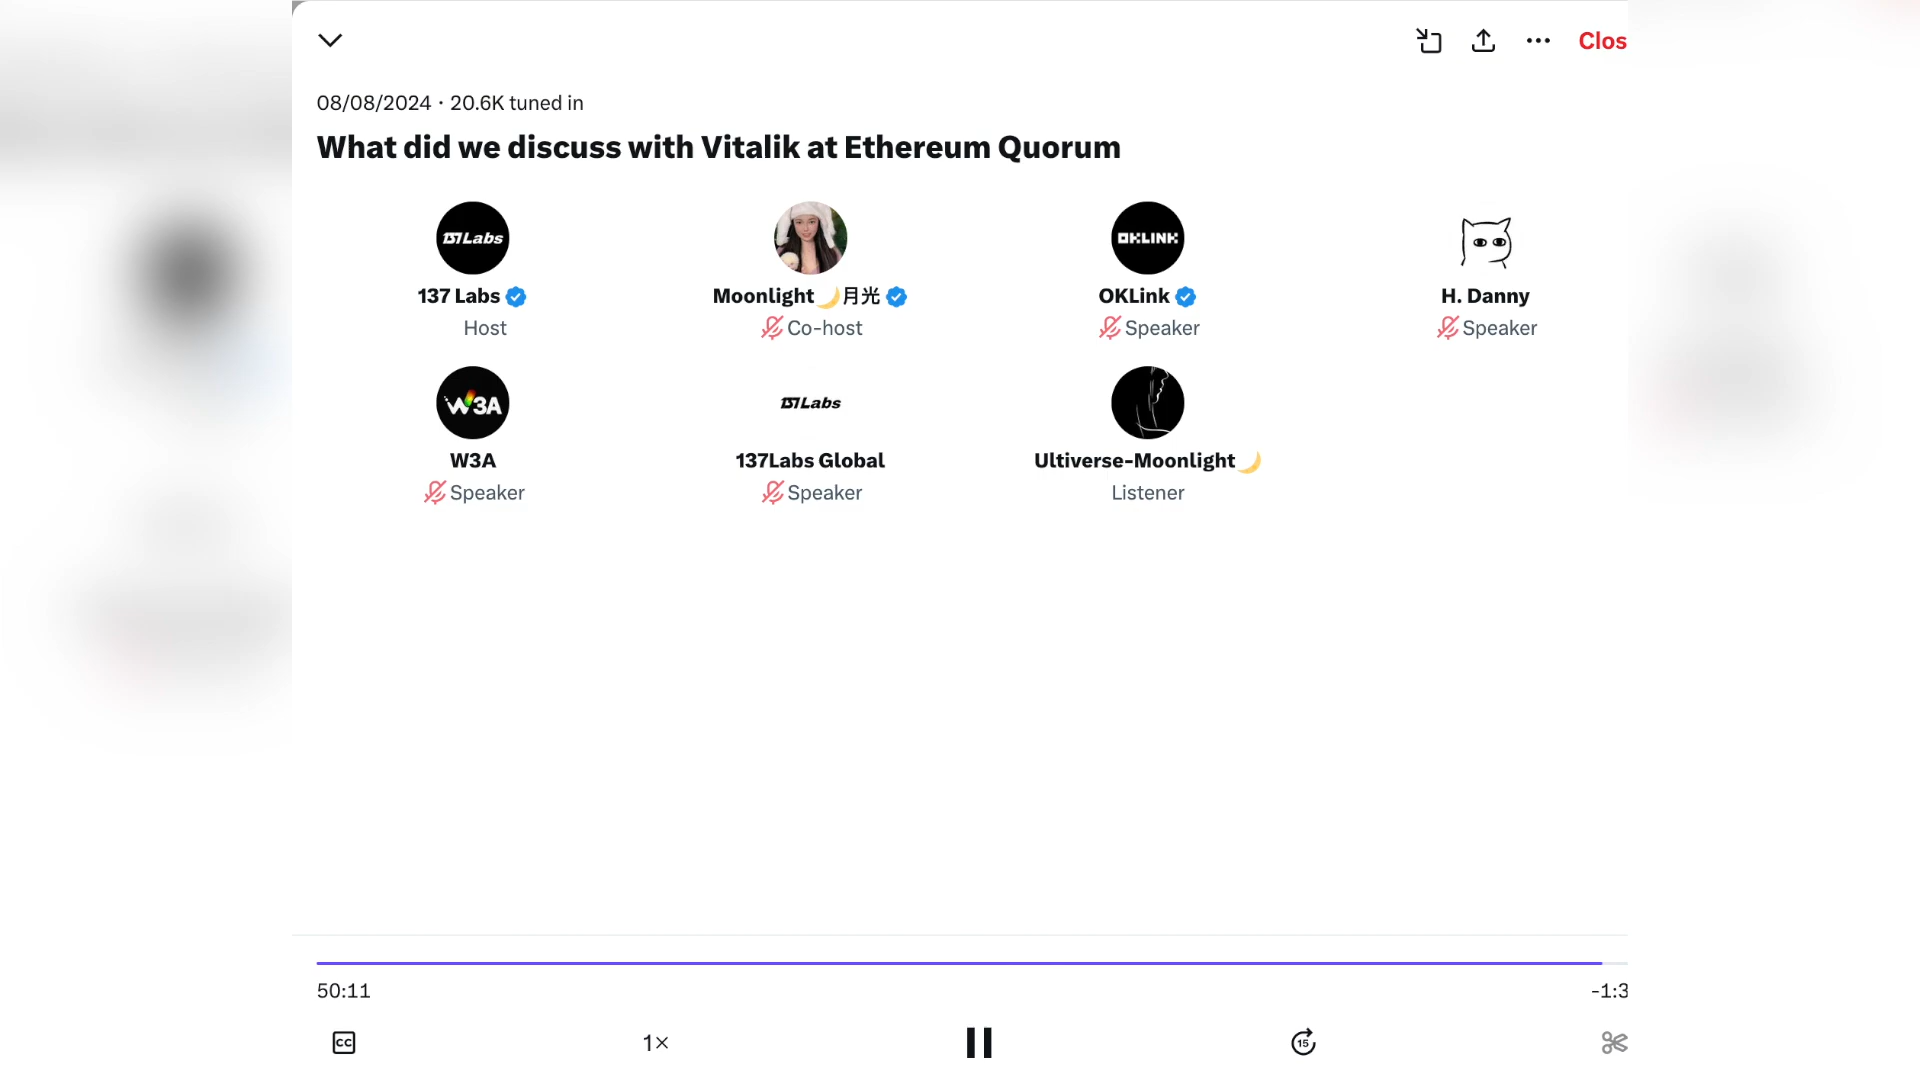 Clos
08/08/2024 · 20.6K tuned in
What did we discuss with Vitalik at Ethereum Quorum
137Labs
OKLINK
137 Labs
Moonlight🌙月光
OKLink
H. Danny
Host
Co-host
Speaker
Speaker
W3A
137Labs
W3A
137Labs Global
Ultiverse-Moonlight🌙
Speaker
Speaker
Listener
50:11
-1:3
CC
1×
15